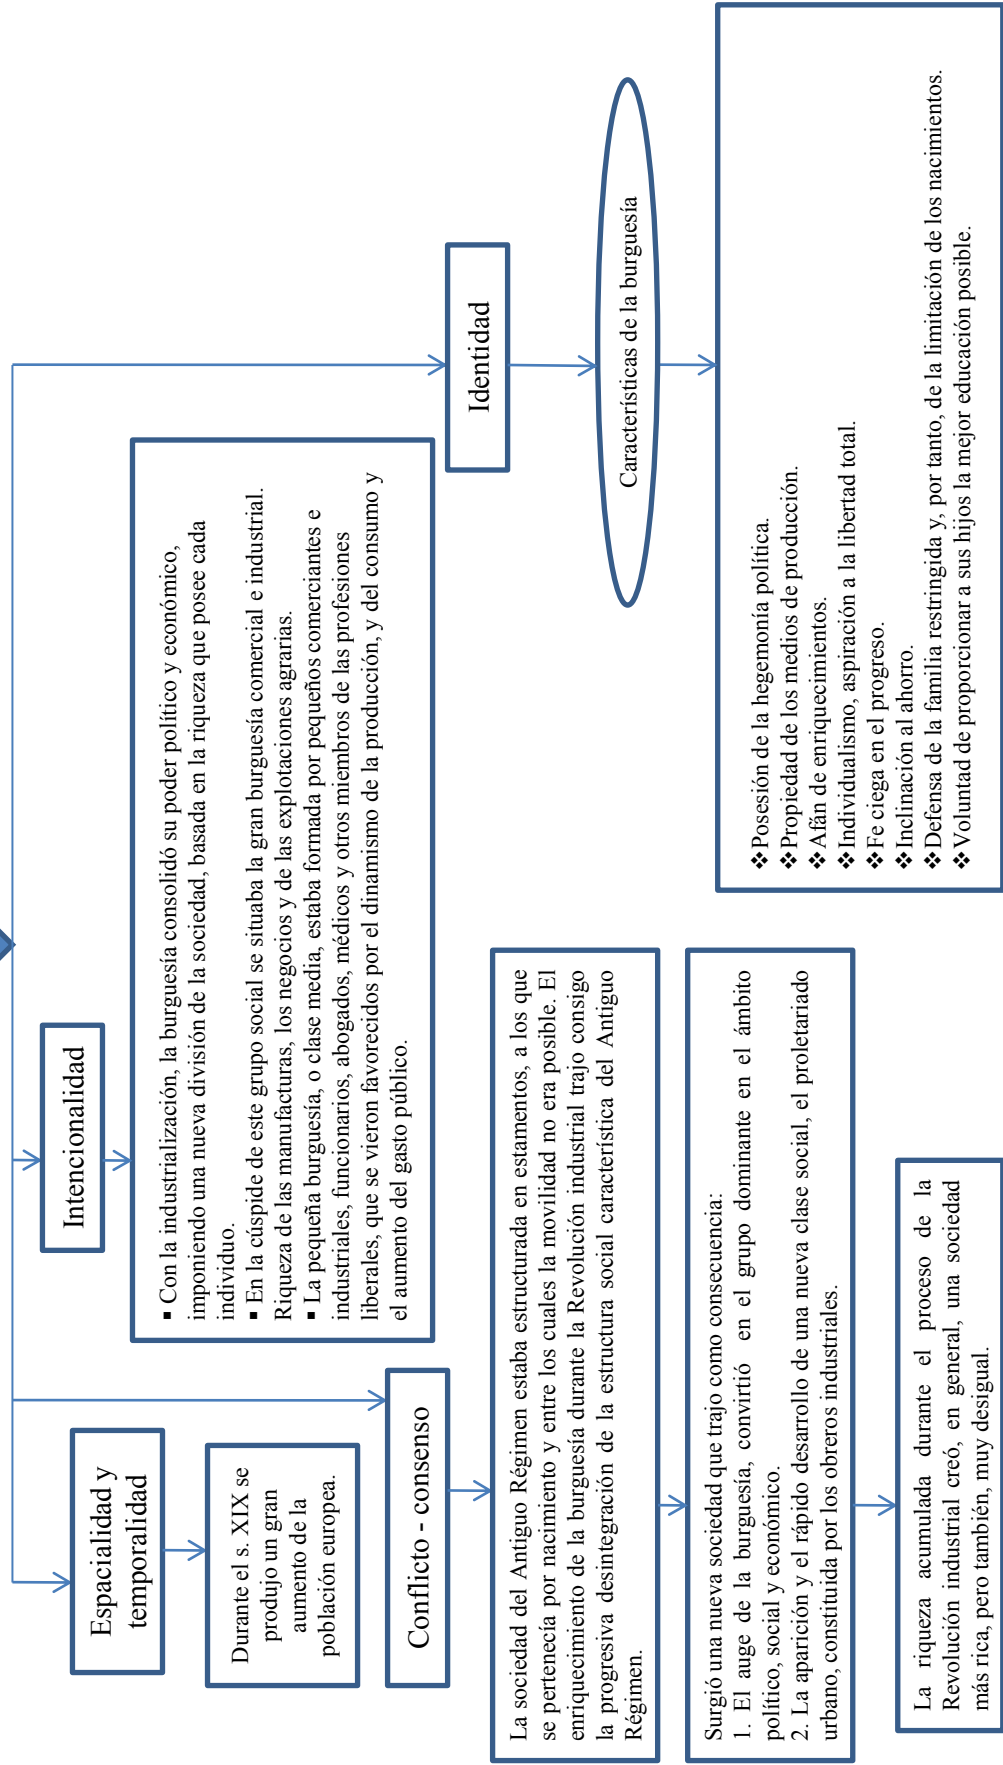 Espacialidad y
temporalidad
Durante el s. XIX se
produjo un gran
aumento de la
población europea.
Intencionalidad
▪ Con la industrialización, la burguesía consolidó su poder político y económico,
imponiendo una nueva división de la sociedad, basada en la riqueza que posee cada
individuo.
▪ En la cúspide de este grupo social se situaba la gran burguesía comercial e industrial.
Riqueza de las manufacturas, los negocios y de las explotaciones agrarias.
▪ La pequeña burguesía, o clase media, estaba formada por pequeños comerciantes e
industriales, funcionarios, abogados, médicos y otros miembros de las profesiones
liberales, que se vieron favorecidos por el dinamismo de la producción, y del consumo y
el aumento del gasto público.
Conflicto - consenso
La sociedad del Antiguo Régimen estaba estructurada en estamentos, a los que
se pertenecía por nacimiento y entre los cuales la movilidad no era posible. El
enriquecimiento de la burguesía durante la Revolución industrial trajo consigo
la progresiva desintegración de la estructura social característica del Antiguo
Régimen.
Surgió una nueva sociedad que trajo como consecuencia:
1. El auge de la burguesía, convirtió en el grupo dominante en el ámbito
político, social y económico.
2. La aparición y el rápido desarrollo de una nueva clase social, el proletariado
urbano, constituida por los obreros industriales.
La riqueza acumulada durante el proceso de la
Revolución industrial creó, en general, una sociedad
más rica, pero también, muy desigual.
Identidad
Características de la burguesía
❖Posesión de la hegemonía política.
❖Propiedad de los medios de producción.
❖Afán de enriquecimientos.
❖Individualismo, aspiración a la libertad total.
❖Fe ciega en el progreso.
❖Inclinación al ahorro.
❖Defensa de la familia restringida y, por tanto, de la limitación de los nacimientos.
❖Voluntad de proporcionar a sus hijos la mejor educación posible.